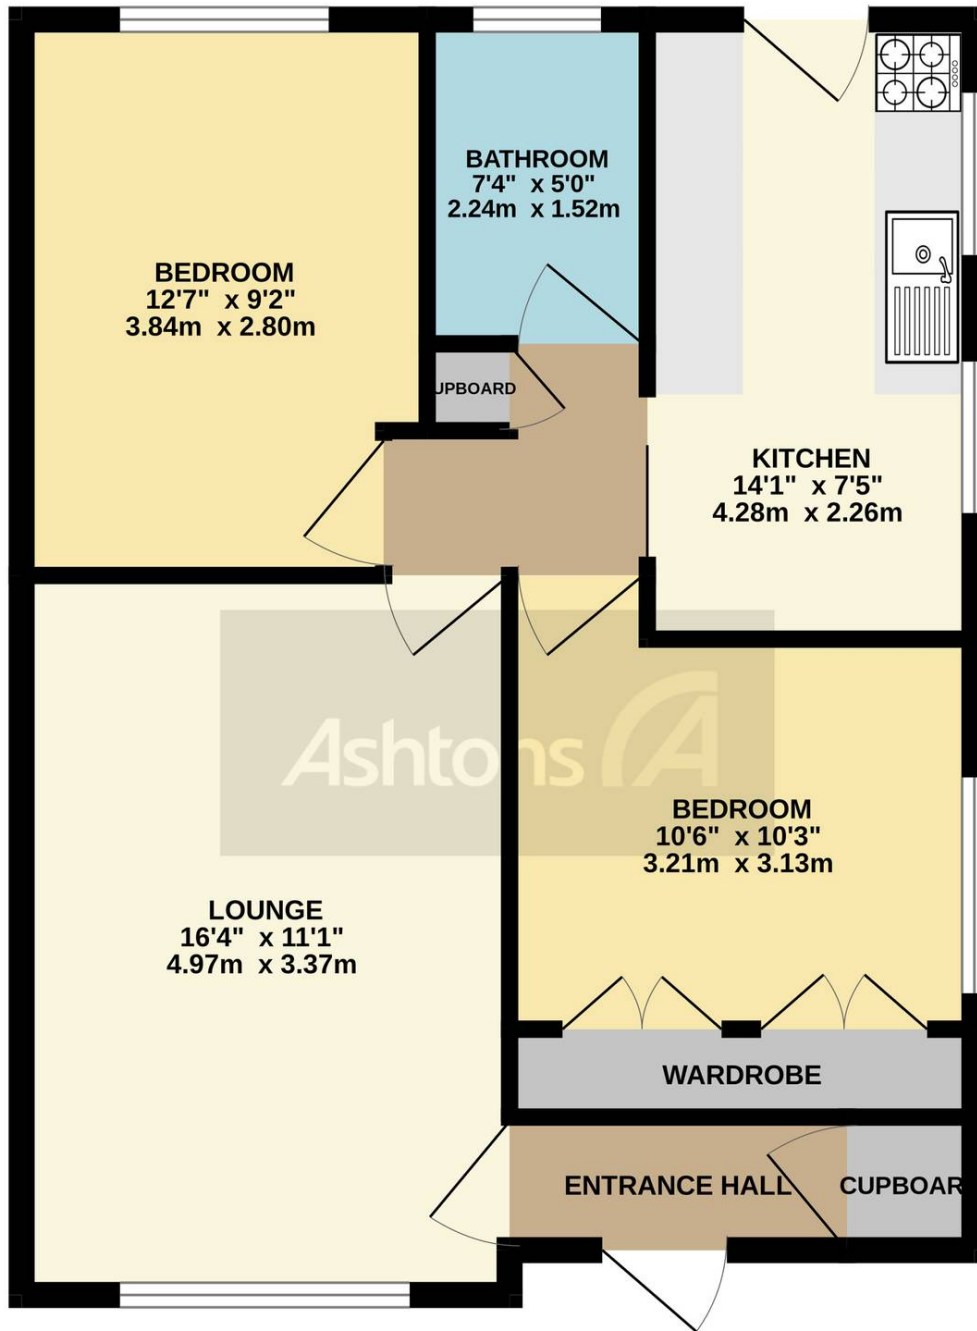 BATHROOM
7'4" x 5'0"
2.24m x 1.52m
BEDROOM
12'7" x 9'2"
3.84m x 2.80m
UPBOARD
KITCHEN
14'1" x 7'5"
4.28m x 2.26m
Ashtons
BEDROOM
10'6" x 10'3"
3.21m x 3.13m
LOUNGE
16'4" x 11'1"
4.97m x 3.37m
WARDROBE
ENTRANCE HALL
CUPBOAR